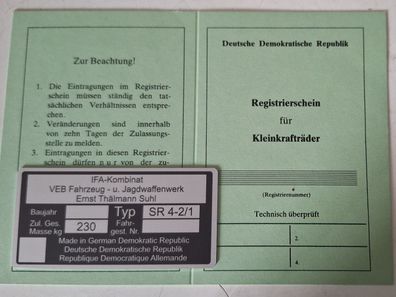 Zur Beachtung!
1. Die Eintragungen im Registrier-
schein müssen ständig den tat-
sächlichen Verhältnissen entspre-
chen.
2. Veränderungen sind innerhalb
von zehn Tagen der Zulassungs-
stelle zu melden.
3. Eintragungen in diesen Registrier-
schein dürfen nur von der zu-
IFA-Kombinat
VEB Fahrzeug - u. Jagdwaffenwerk
Ernst Thälmann Suhl
Baujahr Typ SR 4-2/1
Zul. Ges. Masse kg 230 Fahr- gest. Nr.
Made in German Democratic Republic
Deutsche Demokratische Republik
Republique Democratique Allemande
Deutsche Demokratische Republik
Registrierschein
für
Kleinkrafträder
(Registriernummer)
Technisch überprüft
2.
4.